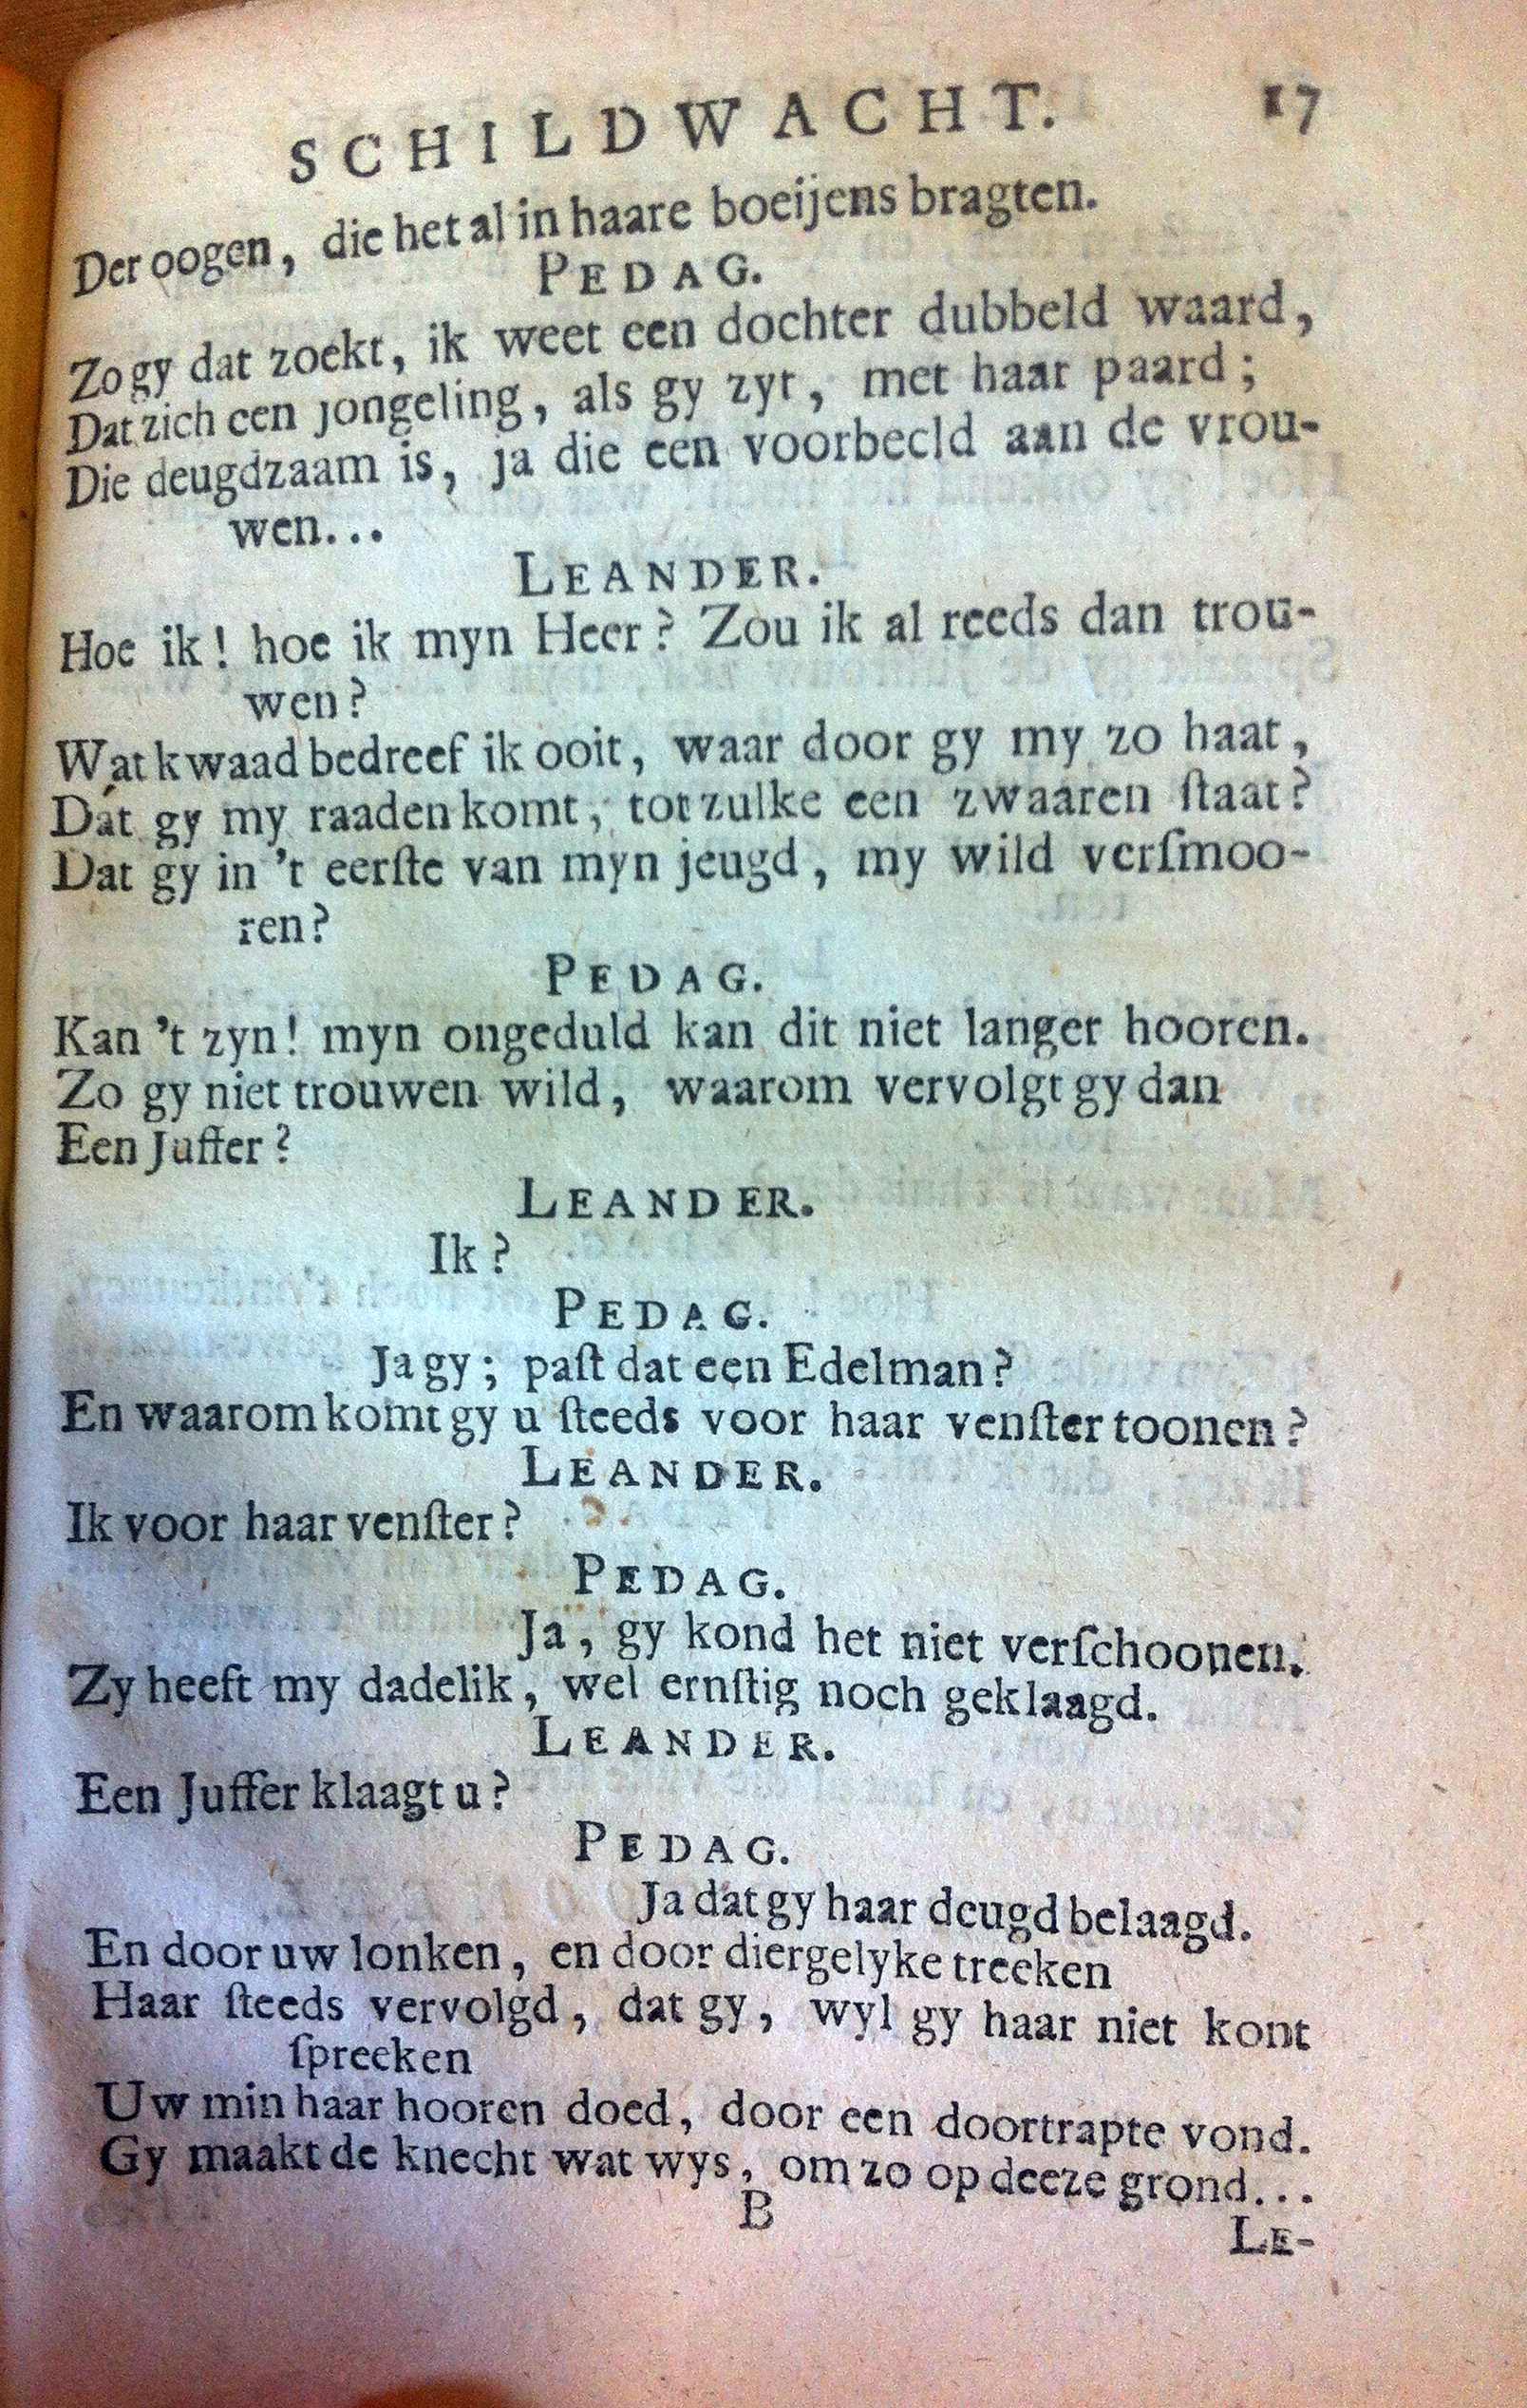 SCHILDWACHT. 17
Der oogen, die het al in haare boeijens bragten.
PEDAG.
Zo gy dat zoekt, ik weet een dochter dubbeld waard,
Dat zich een jongeling, als gy zyt, met haar paard;
Die deugdzaam is, ja die een voorbeeld aan de vrou-
wen...
LEANDER.
Hoe ik! hoe ik myn Heer? Zou ik al reeds dan trou-
wen?
Wat kwaad bedreef ik ooit, waar door gy my zo haat,
Dat gy my raaden komt, tot zulke een zwaaren ſtaat?
Dat gy in 't eerſte van myn jeugd, my wild verſmoo-
ren?
PEDAG.
Kan 't zyn! myn ongeduld kan dit niet langer hooren.
Zo gy niet trouwen wild, waarom vervolgt gy dan
Een Juffer?
LEANDER.
Ik?
PEDAG.
Ja gy; paſt dat een Edelman?
En waarom komt gy u ſteeds voor haar venſter toonen?
LEANDER.
Ik voor haar venſter?
PEDAG.
Ja, gy kond het niet verſchoonen.
Zy heeft my dadelik, wel ernſtig noch geklaagd.
LEANDER.
Een Juffer klaagt u?
PEDAG.
Ja dat gy haar deugd belaagd.
En door uw lonken, en door diergelyke treeken
Haar ſteeds vervolgd, dat gy, wyl gy haar niet kont
ſpreeken
Uw min haar hooren doed, door een doortrapte vond.
Gy maakt de knecht wat wys, om zo op deeze grond...
B
LE-